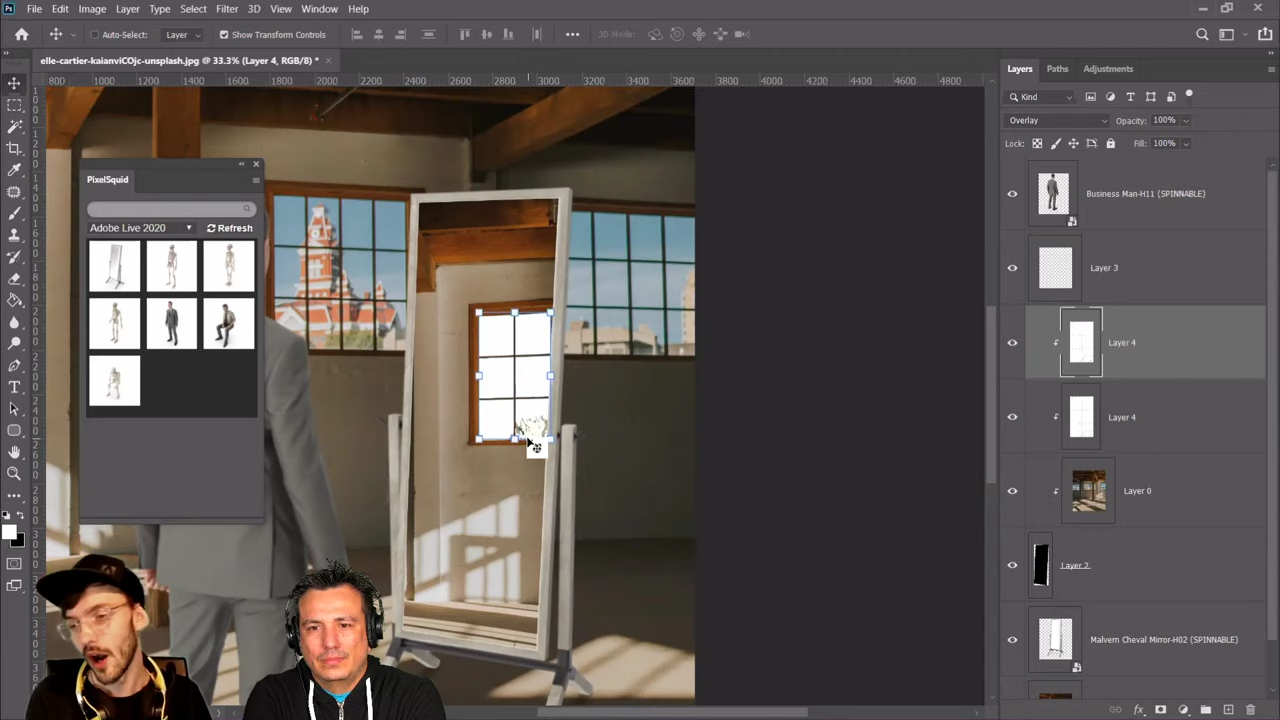 Ps File Edit Image Layer Type Select Filter 3D View Window Help
Auto-Select: Layer Show Transform Controls 3D Mode:
elle-cartier-kaianviCOjc-unsplash.jpg @ 33.3% (Layer 4, RGB/8) *
800 1000 1200 1400 1600 1800 2000 2200 2400 2600 2800 3000 3200 3400 3600 3800 4000 4200 4400 4600 4800
PixelSquid
Adobe Live 2020 Refresh
Layers Paths Adjustments
Kind
Overlay Opacity: 100%
Lock: Fill: 100%
Business Man-H11 (SPINNABLE)
Layer 3
Layer 4
Layer 4
Layer 0
Layer 2
Malvern Cheval Mirror-H02 (SPINNABLE)
fx